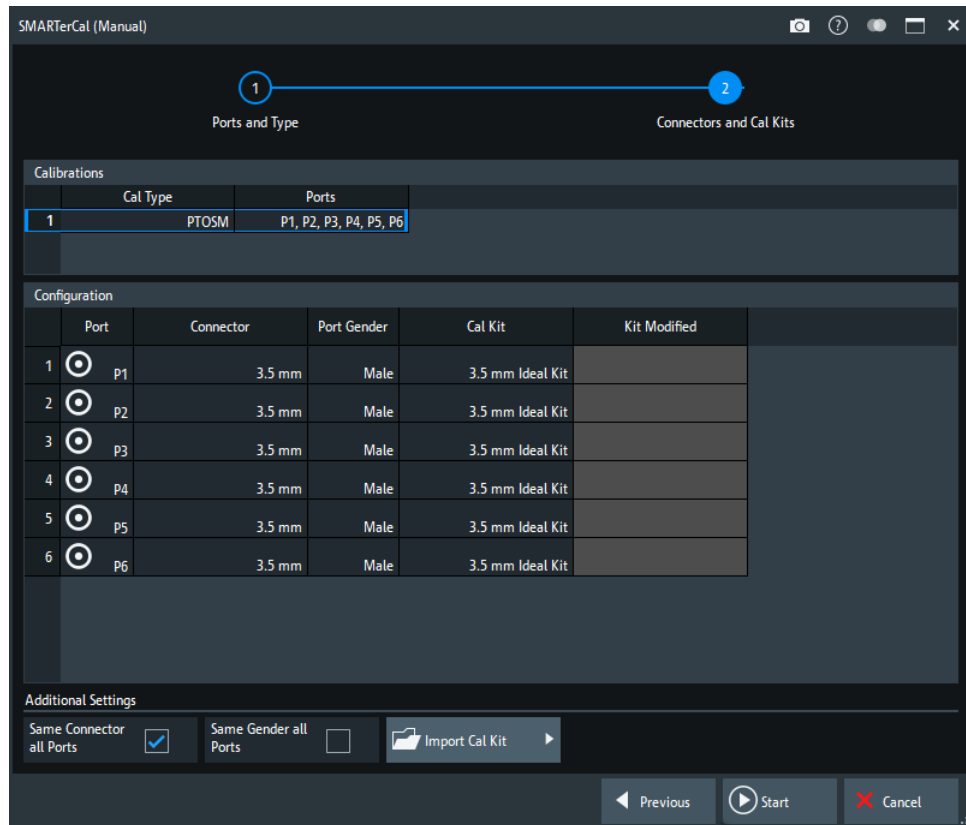 SMARTerCal (Manual)
1
2
Ports and Type
Connectors and Cal Kits
Calibrations
Cal Type Ports
1 PTOSM P1, P2, P3, P4, P5, P6
Configuration
Port Connector Port Gender Cal Kit Kit Modified
1 P1 3.5 mm Male 3.5 mm Ideal Kit
2 P2 3.5 mm Male 3.5 mm Ideal Kit
3 P3 3.5 mm Male 3.5 mm Ideal Kit
4 P4 3.5 mm Male 3.5 mm Ideal Kit
5 P5 3.5 mm Male 3.5 mm Ideal Kit
6 P6 3.5 mm Male 3.5 mm Ideal Kit
Additional Settings
Same Connector
all Ports
Same Gender all
Ports
Import Cal Kit
Previous
Start
Cancel